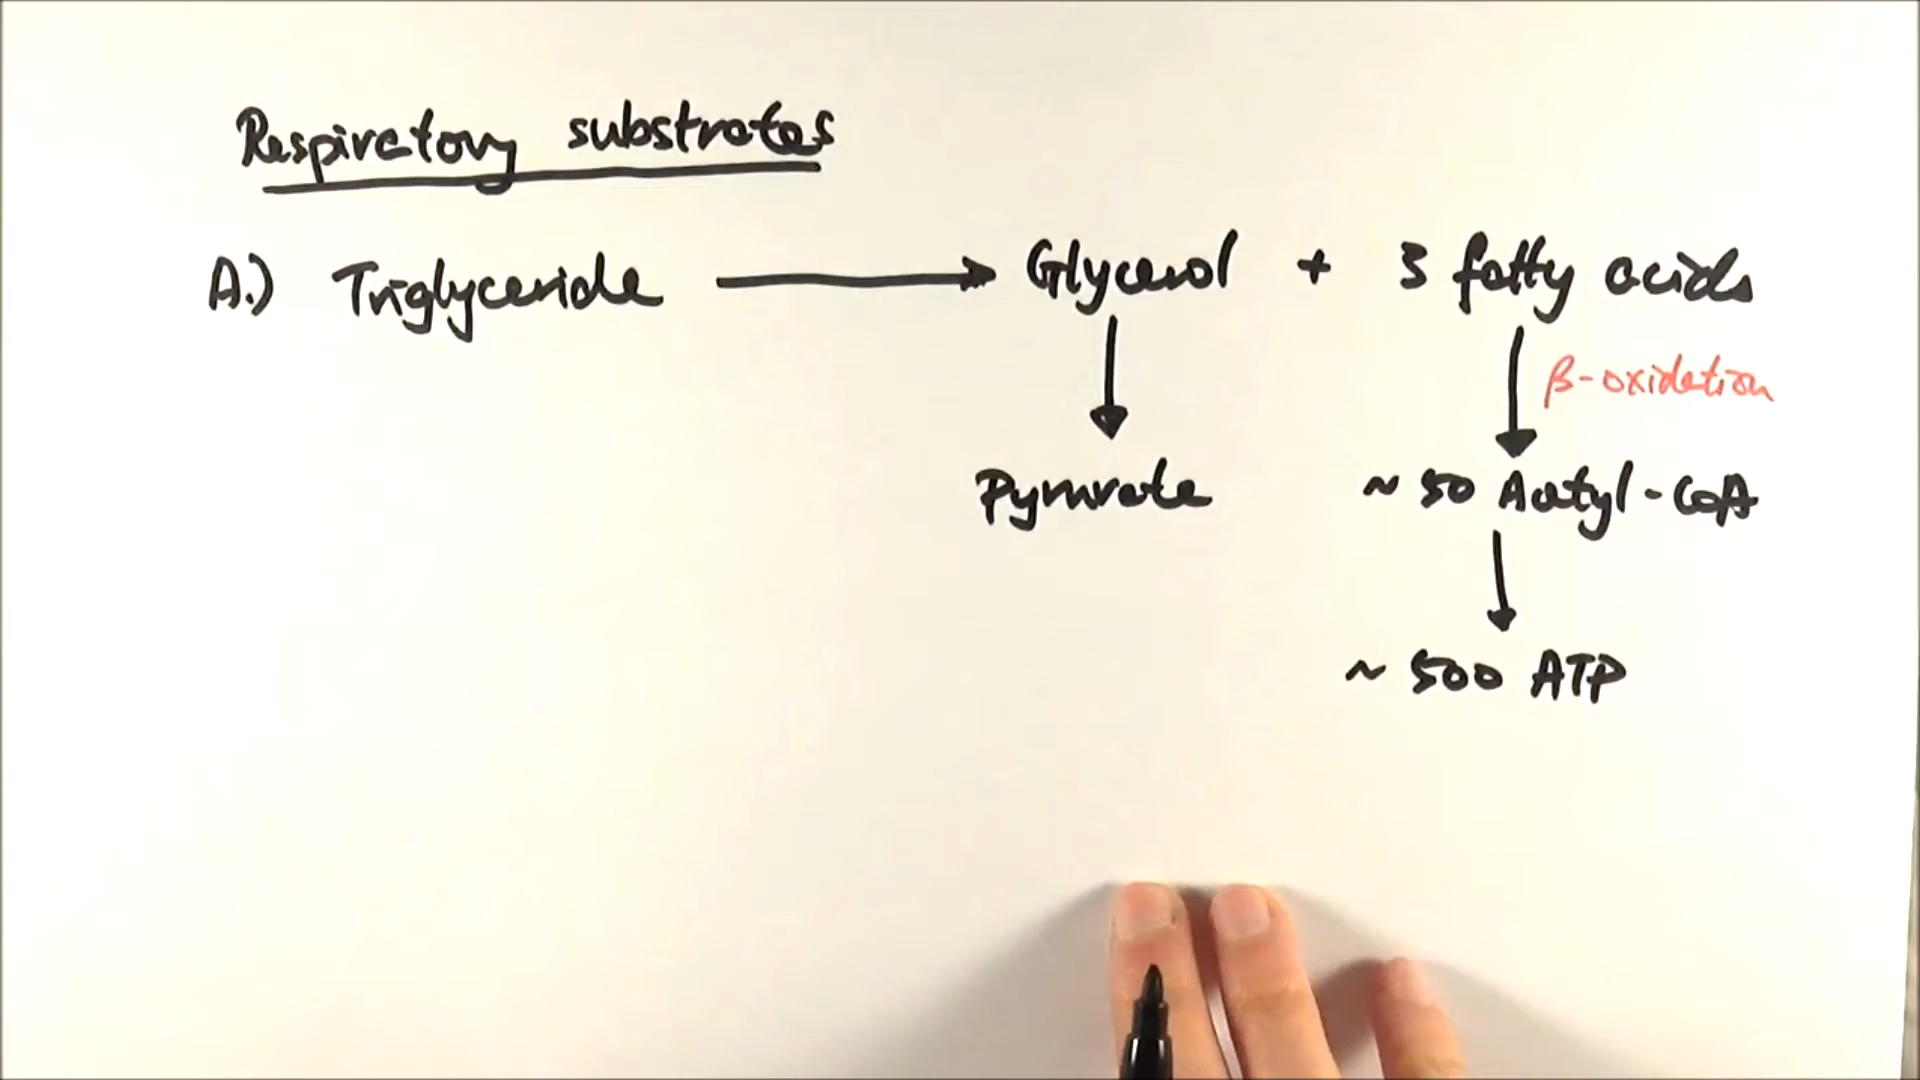 Respiratory substrates
A.) Triglyceride → Glycerol + 3 fatty acids
β-oxidation
Pyruvate ~ 50 Acetyl-CoA
~ 500 ATP